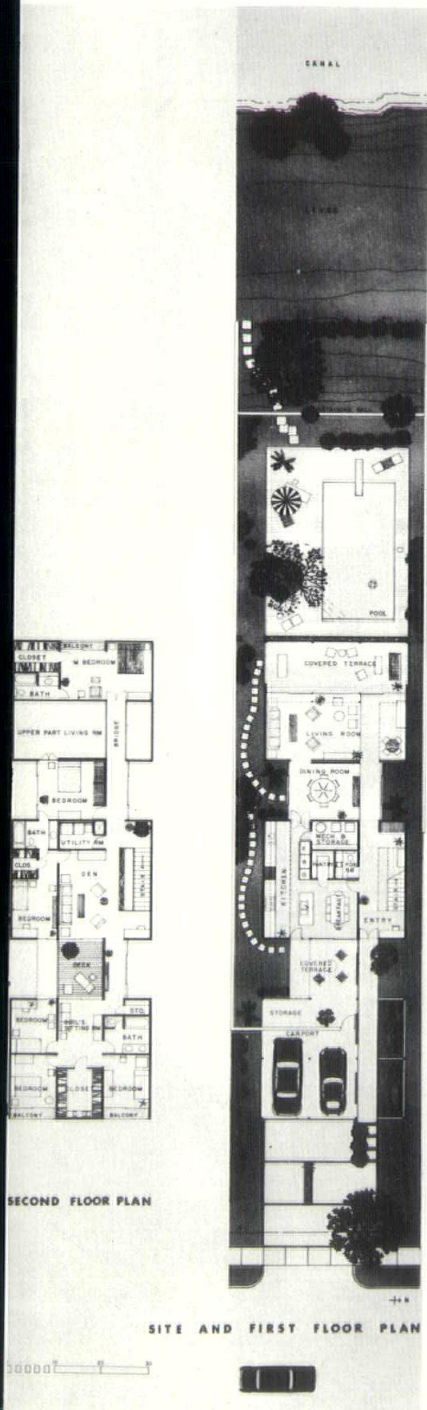 CANAL
POOL
COVERED TERRACE
LIVING ROOM
DINING ROOM
MECH. &
STORAGE
KITCHEN
BREAKFAST
ENTRY
COVERED
TERRACE
STORAGE
CARPORT
N
SITE AND FIRST FLOOR PLAN
BALCONY
CLOSET
M. BEDROOM
BATH
UPPER PART LIVING RM
BRIDGE
BEDROOM
BATH
UTILITY RM
CLOS.
DEN
BEDROOM
DECK
BEDROOM
STO.
BATH
BEDROOM
CLOSET
BEDROOM
BALCONY
BALCONY
SECOND FLOOR PLAN